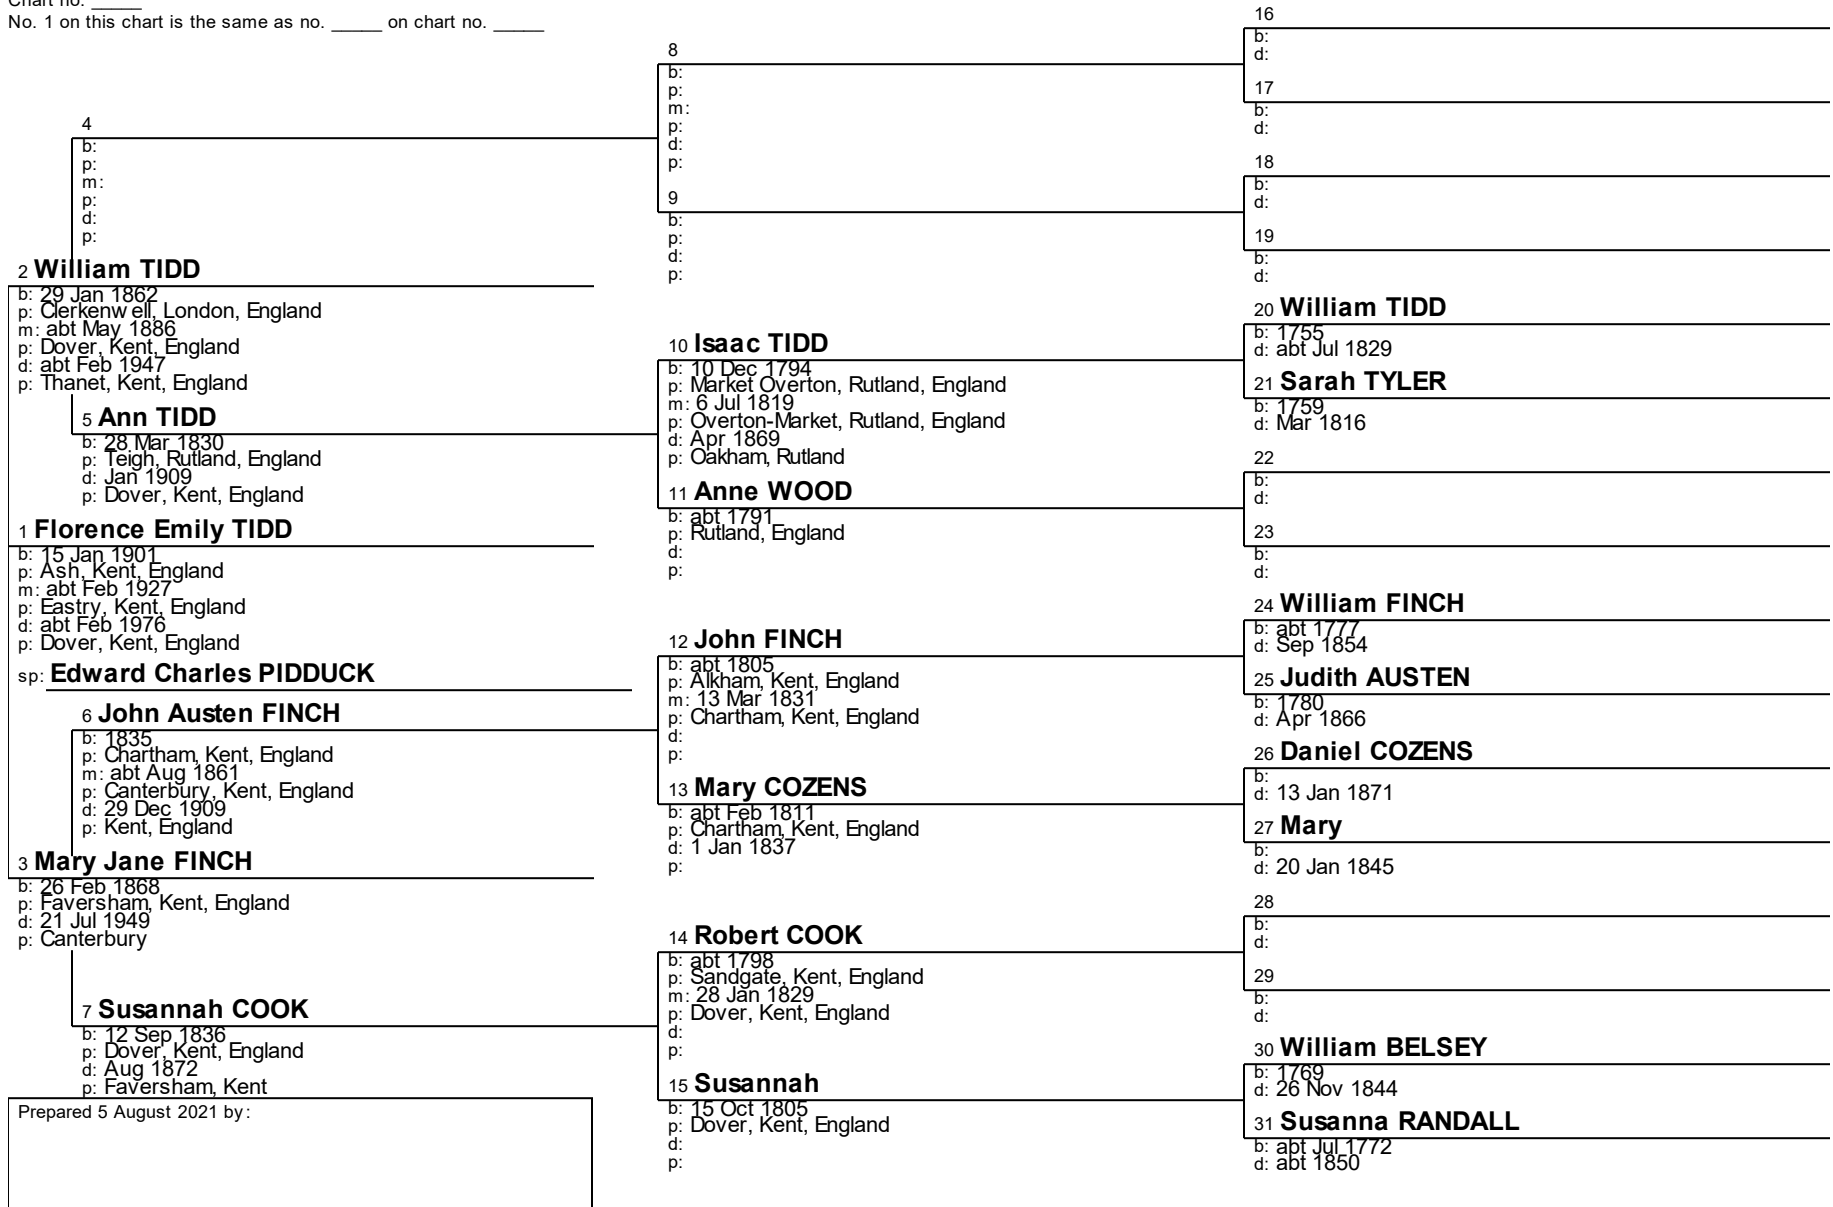 Chart no. _____
No. 1 on this chart is the same as no. _____ on chart no. _____
4
b:
p:
m:
p:
d:
p:
2 William TIDD
b: 29 Jan 1862
p: Clerkenwell, London, England
m: abt May 1886
p: Dover, Kent, England
d: abt Feb 1947
p: Thanet, Kent, England
5 Ann TIDD
b: 28 Mar 1830
p: Teigh, Rutland, England
d: Jan 1909
p: Dover, Kent, England
1 Florence Emily TIDD
b: 15 Jan 1901
p: Ash, Kent, England
m: abt Feb 1927
p: Eastry, Kent, England
d: abt Feb 1976
p: Dover, Kent, England
sp: Edward Charles PIDDUCK
6 John Austen FINCH
b: 1835
p: Chartham, Kent, England
m: abt Aug 1861
p: Canterbury, Kent, England
d: 29 Dec 1909
p: Kent, England
3 Mary Jane FINCH
b: 26 Feb 1868
p: Faversham, Kent, England
d: 21 Jul 1949
p: Canterbury
7 Susannah COOK
b: 12 Sep 1836
p: Dover, Kent, England
d: Aug 1872
p: Faversham, Kent
Prepared 5 August 2021 by:
8
b:
p:
m:
p:
d:
p:
9
b:
p:
d:
p:
10 Isaac TIDD
b: 10 Dec 1794
p: Market Overton, Rutland, England
m: 6 Jul 1819
p: Overton-Market, Rutland, England
d: Apr 1869
p: Oakham, Rutland
11 Anne WOOD
b: abt 1791
p: Rutland, England
d:
p:
12 John FINCH
b: abt 1805
p: Alkham, Kent, England
m: 13 Mar 1831
p: Chartham, Kent, England
d:
p:
13 Mary COZENS
b: abt Feb 1811
p: Chartham, Kent, England
d: 1 Jan 1837
p:
14 Robert COOK
b: abt 1798
p: Sandgate, Kent, England
m: 28 Jan 1829
p: Dover, Kent, England
d:
p:
15 Susannah
b: 15 Oct 1805
p: Dover, Kent, England
d:
p:
16
b:
d:
17
b:
d:
18
b:
d:
19
b:
d:
20 William TIDD
b: 1755
d: abt Jul 1829
21 Sarah TYLER
b: 1759
d: Mar 1816
22
b:
d:
23
b:
d:
24 William FINCH
b: abt 1777
d: Sep 1854
25 Judith AUSTEN
b: 1780
d: Apr 1866
26 Daniel COZENS
b:
d: 13 Jan 1871
27 Mary
b:
d: 20 Jan 1845
28
b:
d:
29
b:
d:
30 William BELSEY
b: 1769
d: 26 Nov 1844
31 Susanna RANDALL
b: abt Jul 1772
d: abt 1850